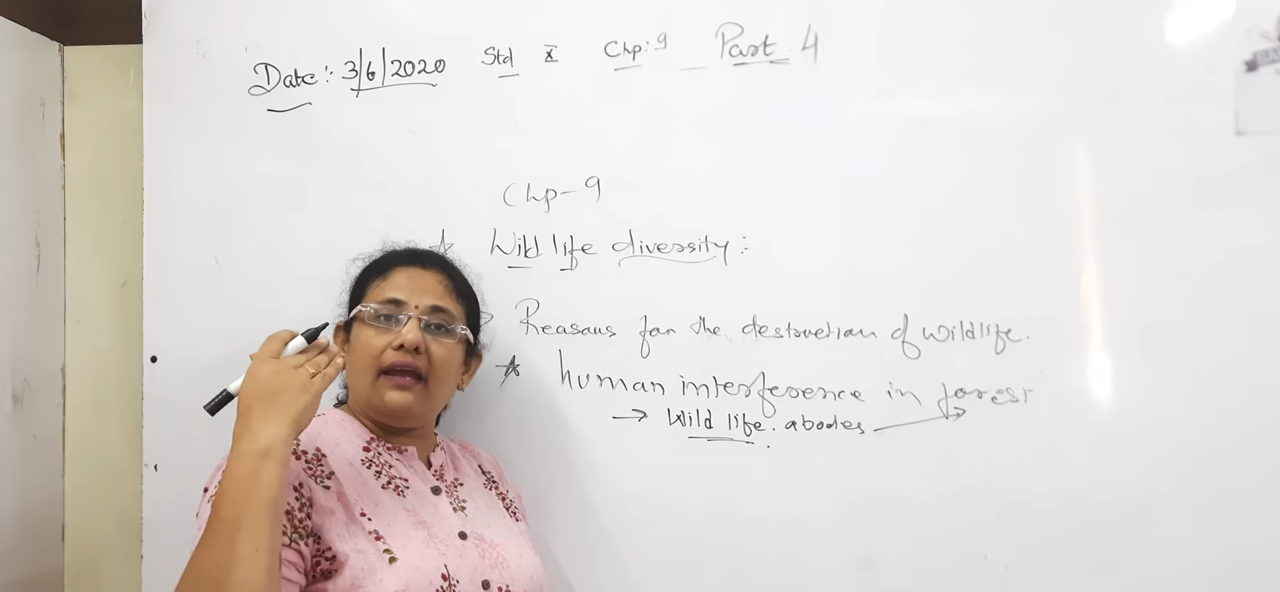 Date: 3/6/2020 Std X Chp: 9 Part 4
Chp-9
Wild life diversity:
Reasons for the destruction of wildlife.
human interference in forest
→ Wild life. abodes →